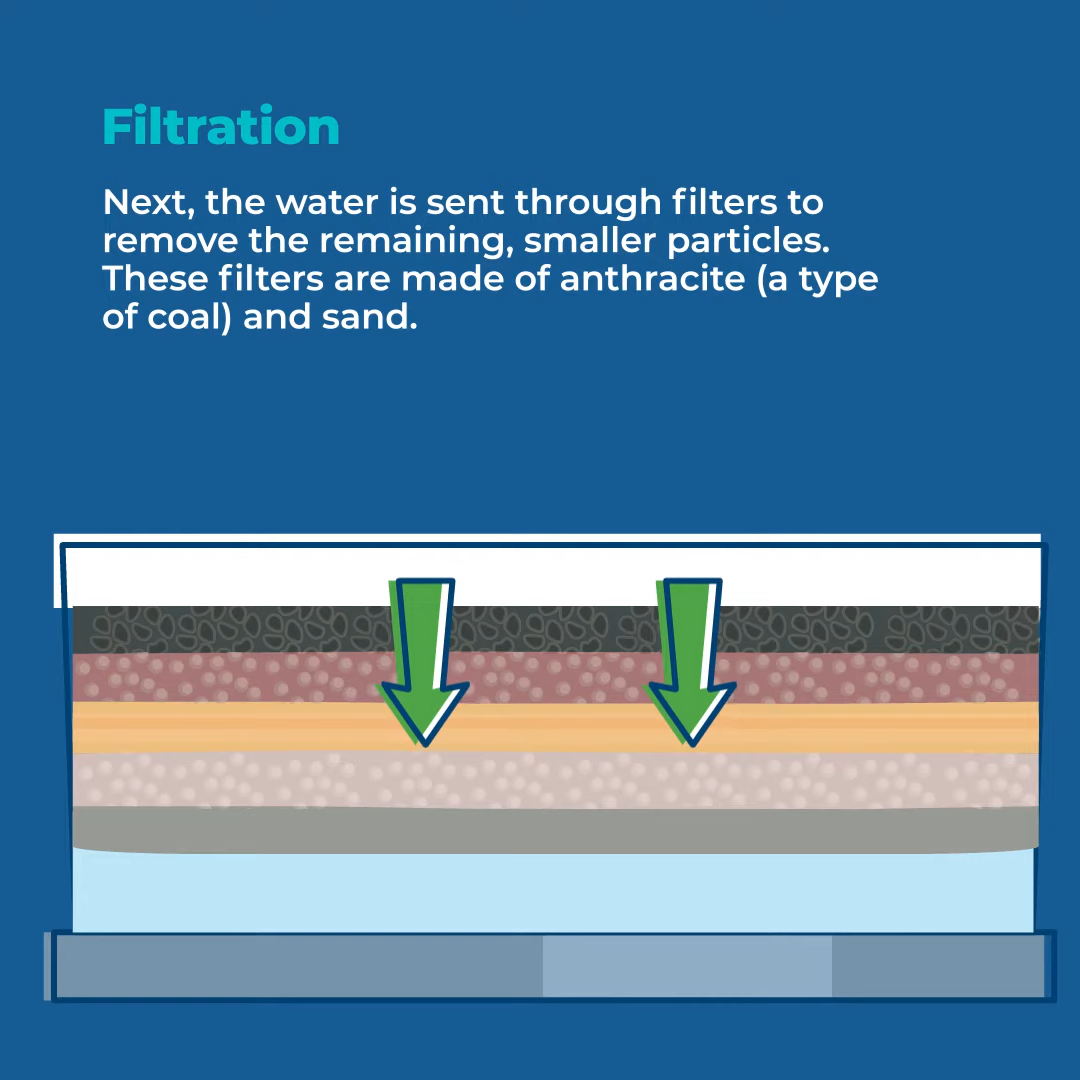 Filtration
Next, the water is sent through filters to
remove the remaining, smaller particles.
These filters are made of anthracite (a type
of coal) and sand.